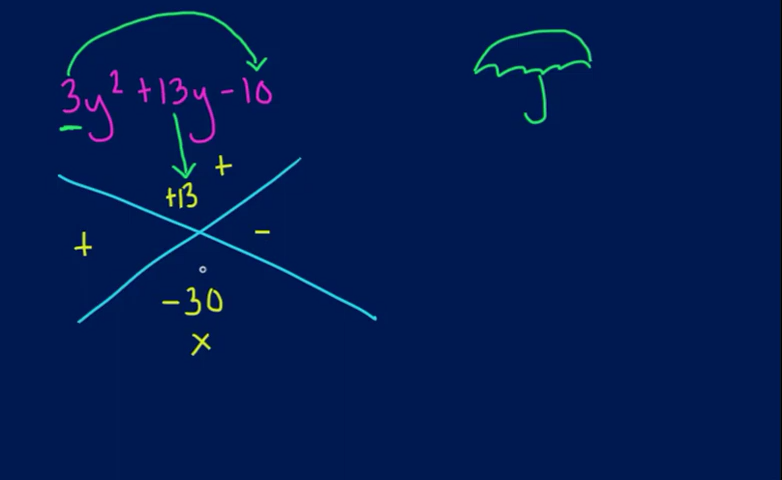 3y² +13y -10
+
+13
+ -
-30
x